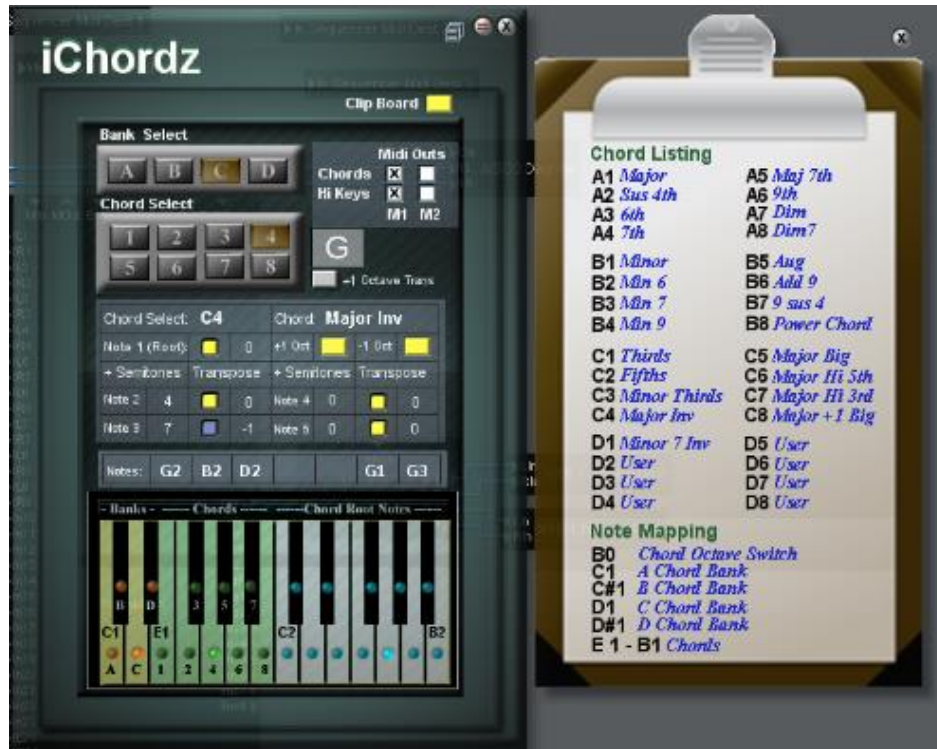 iChordz
Clip Board
Bank Select
A B C D
Midi Outs
Chords X
Hi Keys X
M1 M2
Chord Select
1 2 3 4
5 6 7 8
G
+1 Octave Trans
Chord Select: C4 Chord: Major Inv
Note 1 (Root): 0 +1 Oct -1 Oct
+ Semitones Transpose + Semitones Transpose
Note 2 4 0 Note 4 0 0
Note 3 7 -1 Note 5 0 0
Notes: G2 B2 D2 G1 G3
- Banks - ---- Chords ---- ---- Chord Root Notes ----
B D 3 5 7
C1 E1 C2 B2
A C 1 2 4 6 8
Chord Listing
A1 Major A5 Maj 7th
A2 Sus 4th A6 9th
A3 6th A7 Dim
A4 7th A8 Dim7
B1 Minor B5 Aug
B2 Min 6 B6 Add 9
B3 Min 7 B7 9 sus 4
B4 Min 9 B8 Power Chord
C1 Thirds C5 Major Big
C2 Fifths C6 Major Hi 5th
C3 Minor Thirds C7 Major Hi 3rd
C4 Major Inv C8 Major +1 Big
D1 Minor 7 Inv D5 User
D2 User D6 User
D3 User D7 User
D4 User D8 User
Note Mapping
B0 Chord Octave Switch
C1 A Chord Bank
C#1 B Chord Bank
D1 C Chord Bank
D#1 D Chord Bank
E 1 - B1 Chords